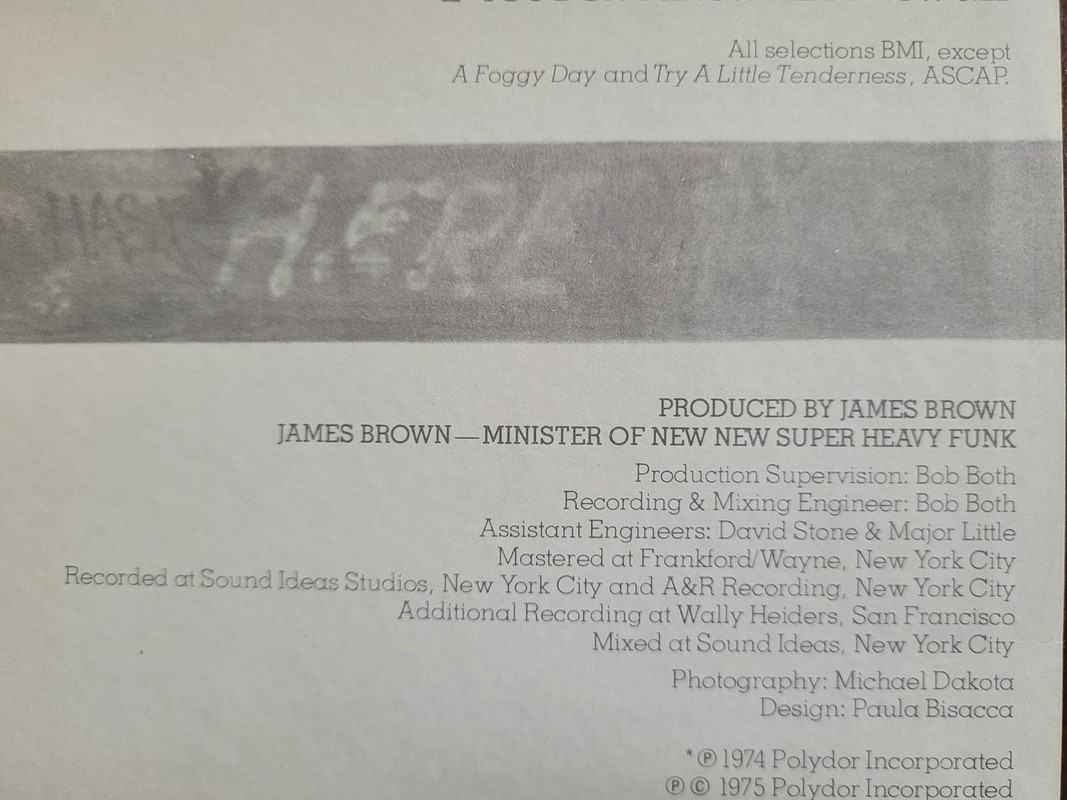 All selections BMI, except
A Foggy Day and Try A Little Tenderness, ASCAP.
H.ERL
PRODUCED BY JAMES BROWN
JAMES BROWN—MINISTER OF NEW NEW SUPER HEAVY FUNK
Production Supervision: Bob Both
Recording & Mixing Engineer: Bob Both
Assistant Engineers: David Stone & Major Little
Mastered at Frankford/Wayne, New York City
Recorded at Sound Ideas Studios, New York City and A&R Recording, New York City
Additional Recording at Wally Heiders, San Francisco
Mixed at Sound Ideas, New York City
Photography: Michael Dakota
Design: Paula Bisacca
*℗ 1974 Polydor Incorporated
℗ © 1975 Polydor Incorporated